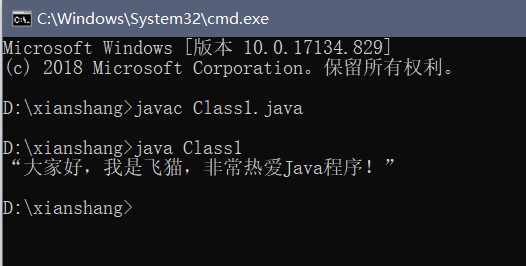 C:\Windows\System32\cmd.exe
Microsoft Windows [版本 10.0.17134.829]
(c) 2018 Microsoft Corporation。保留所有权利。
D:\xianshang>javac Class1.java
D:\xianshang>java Class1
“大家好，我是飞猫，非常热爱Java程序！”
D:\xianshang>